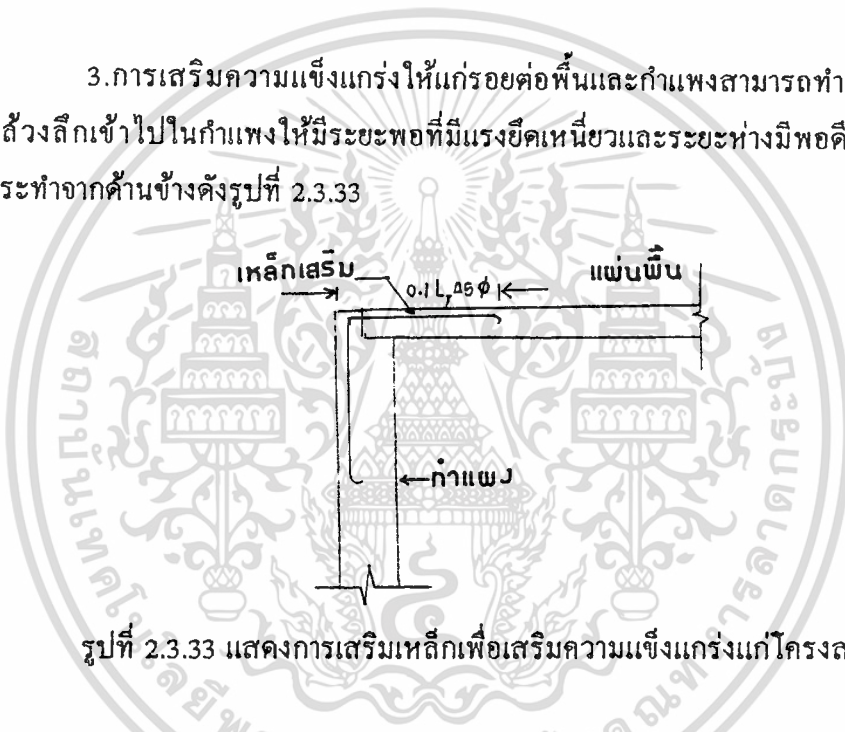 3.การเสริมความแข็งแกร่งให้แก่รอยต่อพื้นและกำแพงสามารถทำ
ล้วงลึกเข้าไปในกำแพงให้มีระยะพอที่มีแรงยึดเหนี่ยวและระยะห่างมีพอดี
ระทำจากด้านข้างดังรูปที่ 2.3.33
เหล็กเสริม
0.1 L, 45 φ
แผ่นพื้น
กำแพง
รูปที่ 2.3.33 แสดงการเสริมเหล็กเพื่อเสริมความแข็งแกร่งแก่โครงส